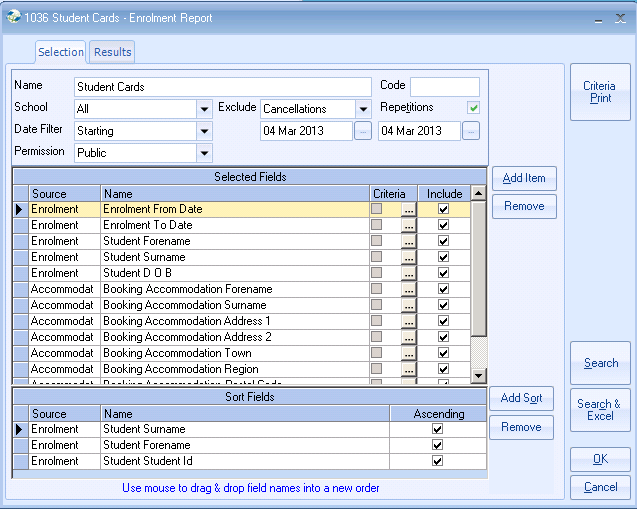 1036 Student Cards - Enrolment Report
Selection Results
Name Student Cards Code
School All Exclude Cancellations Repetitions
Date Filter Starting 04 Mar 2013 ... 04 Mar 2013 ...
Permission Public
Criteria Print
Selected Fields
Source Name Criteria Include
Enrolment Enrolment From Date ...
Enrolment Enrolment To Date ...
Enrolment Student Forename ...
Enrolment Student Surname ...
Enrolment Student D O B ...
Accommodat Booking Accommodation Forename ...
Accommodat Booking Accommodation Surname ...
Accommodat Booking Accommodation Address 1 ...
Accommodat Booking Accommodation Address 2 ...
Accommodat Booking Accommodation Town ...
Accommodat Booking Accommodation Region ...
Accommodat Booking Accommodation Postal Code ...
Add Item
Remove
Sort Fields
Source Name Ascending
Enrolment Student Surname
Enrolment Student Forename
Enrolment Student Student Id
Add Sort
Remove
Search
Search & Excel
OK
Cancel
Use mouse to drag & drop field names into a new order